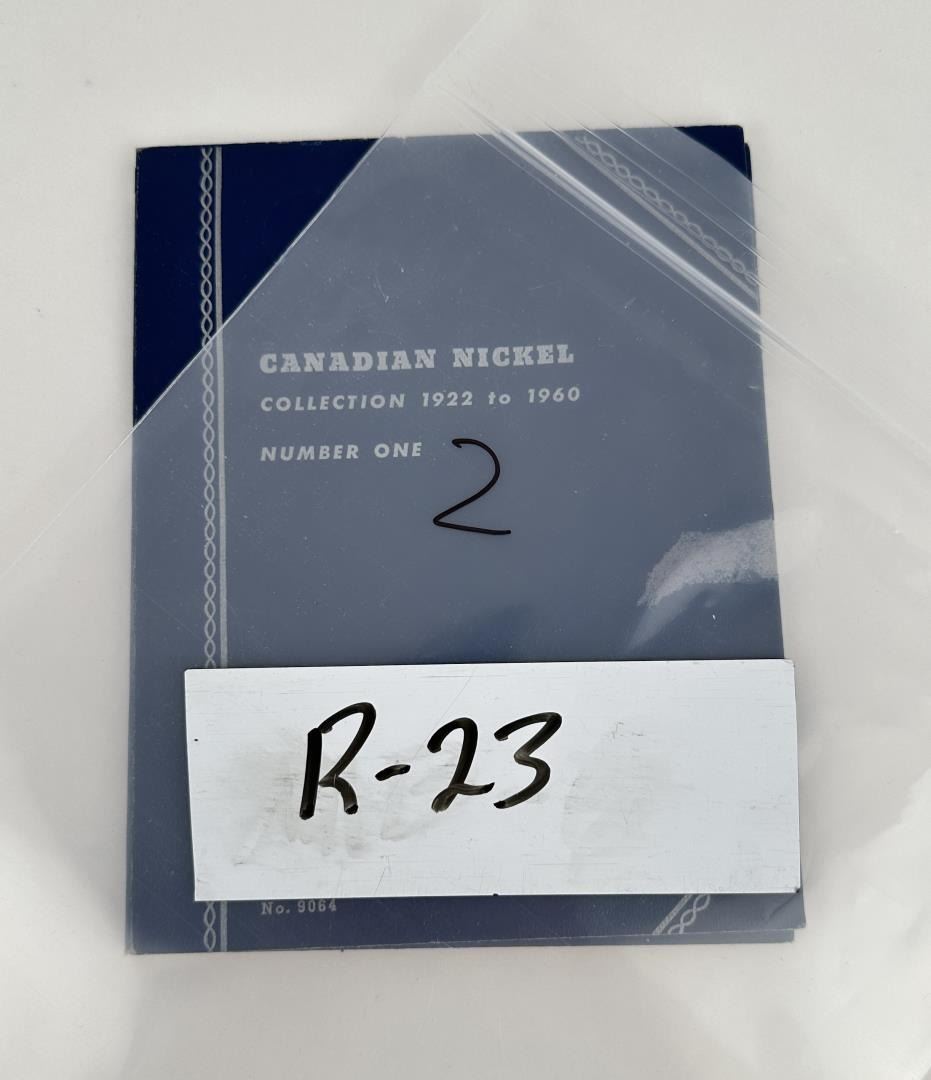 CANADIAN NICKEL
COLLECTION 1922 to 1960
NUMBER ONE
2
R-23
No. 9064